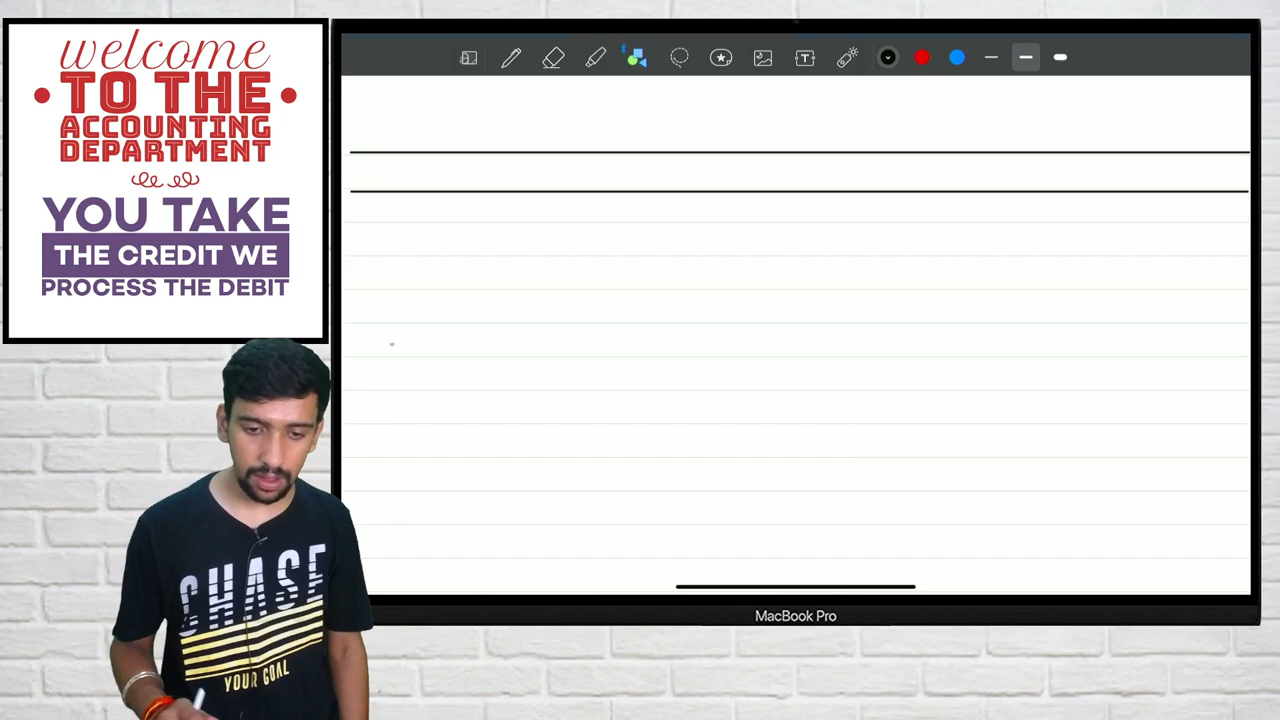 welcome
TO THE
ACCOUNTING
DEPARTMENT
YOU TAKE
THE CREDIT WE
PROCESS THE DEBIT
T
CHASE
YOUR GOAL
MacBook Pro